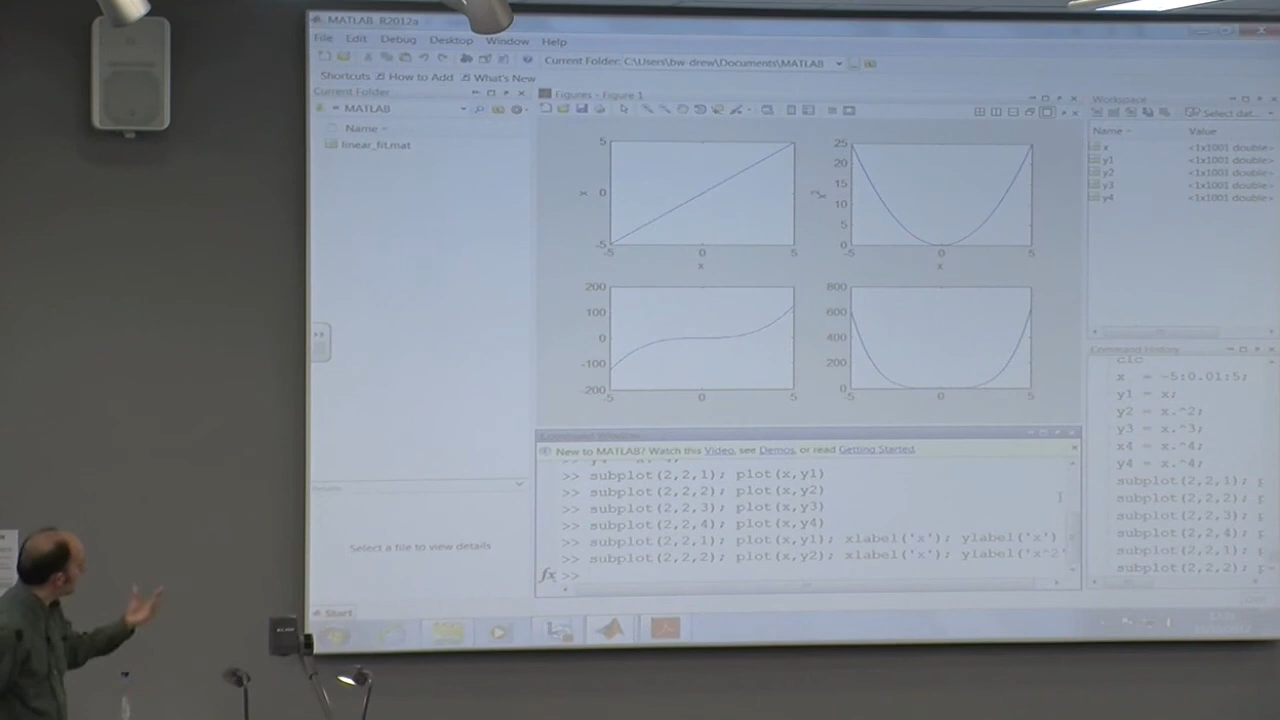 MATLAB R2012a
File Edit Debug Desktop Window Help
Current Folder: C:\Users\bw-drew\Documents\MATLAB
Shortcuts How to Add What's New
Current Folder
MATLAB
Name
linear_fit.mat
Details
Select a file to view details
Start
Figures - Figure 1
5
0
-5
-5 0 5
x
x
25
20
15
10
5
0
-5 0 5
x
200
100
0
-100
-200
-5 0 5
800
600
400
200
0
-5 0 5
Command Window
New to MATLAB? Watch this Video, see Demos, or read Getting Started.
>> subplot(2,2,1); plot(x,y1)
>> subplot(2,2,2); plot(x,y2)
>> subplot(2,2,3); plot(x,y3)
>> subplot(2,2,4); plot(x,y4)
>> subplot(2,2,1); plot(x,y1); xlabel('x'); ylabel('x')
>> subplot(2,2,2); plot(x,y2); xlabel('x'); ylabel('x^2'
fx >>
Workspace
Select dat...
Name Value
x <1x1001 double>
y1 <1x1001 double>
y2 <1x1001 double>
y3 <1x1001 double>
y4 <1x1001 double>
Command History
clc
x = -5:0.01:5;
y1 = x;
y2 = x.^2;
y3 = x.^3;
x4 = x.^4;
y4 = x.^4;
subplot(2,2,1); p
subplot(2,2,2); p
subplot(2,2,3); p
subplot(2,2,4); p
subplot(2,2,1); p
subplot(2,2,2); p